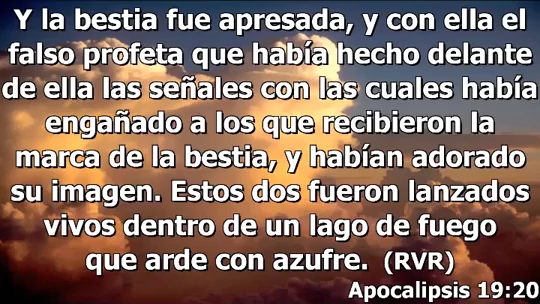 Y la bestia fue apresada, y con ella el
falso profeta que había hecho delante
de ella las señales con las cuales había
engañado a los que recibieron la
marca de la bestia, y habían adorado
su imagen. Estos dos fueron lanzados
vivos dentro de un lago de fuego
que arde con azufre. (RVR)
Apocalipsis 19:20